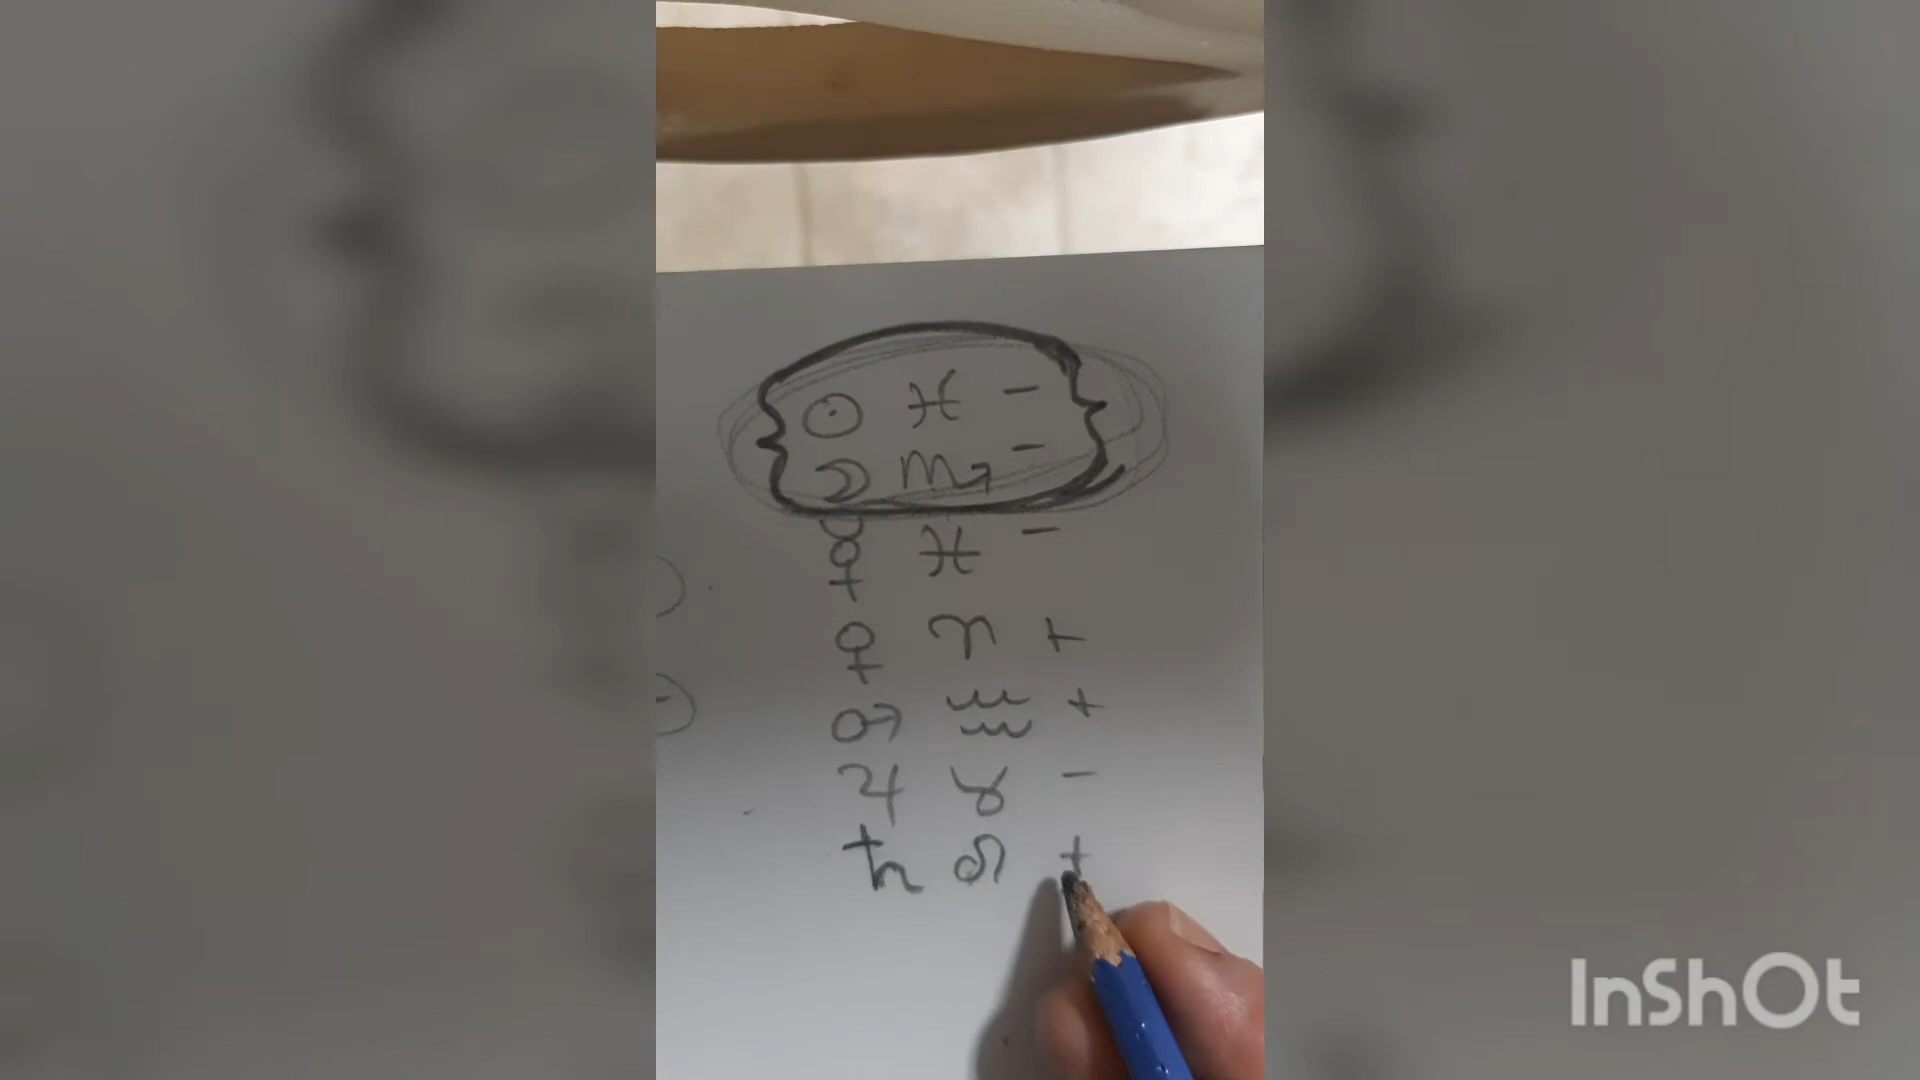 ☉ ♓ −
☽ ♏ −
☿ ♓ −
♀ ♈ +
♂ ♒ +
♃ ♉ −
♄ ♌ +
InShOt